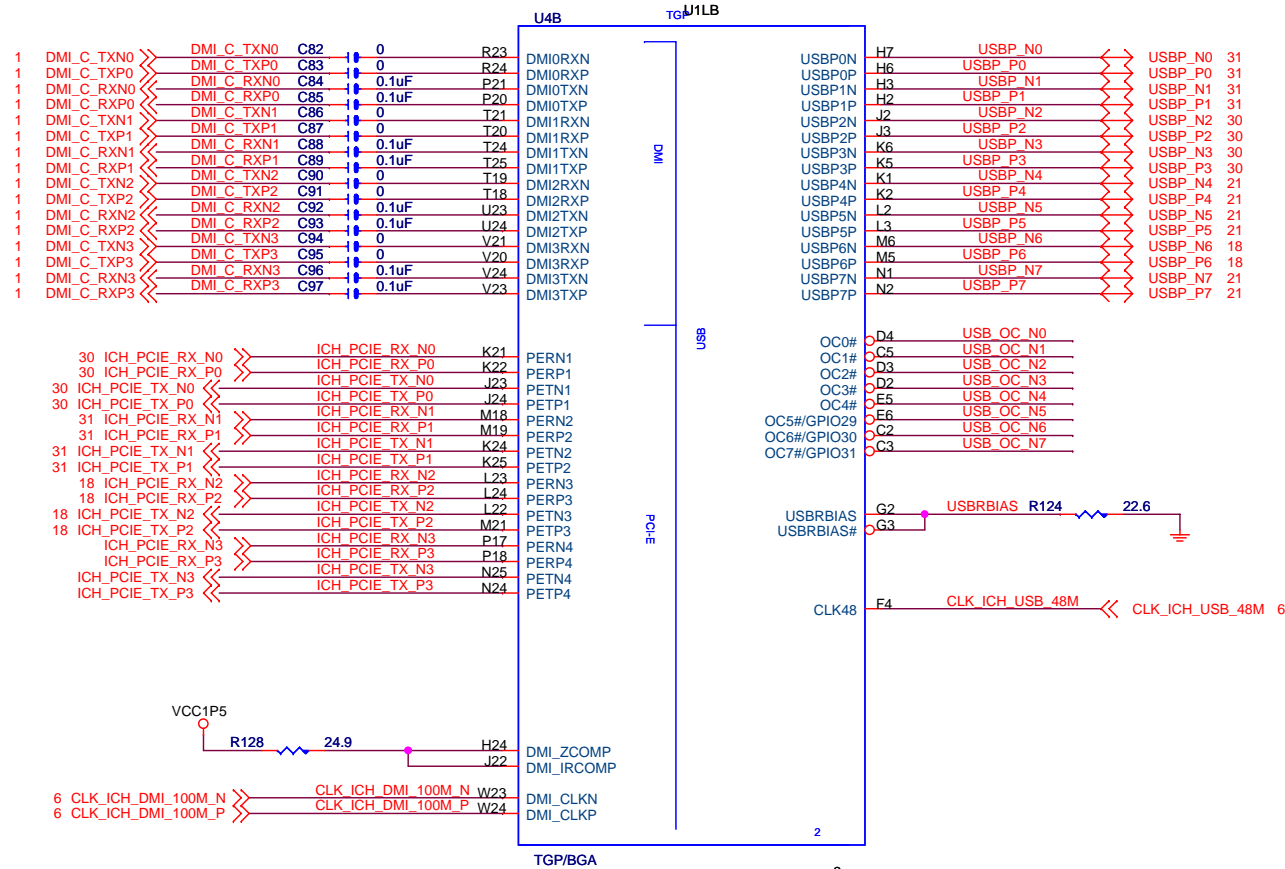 U4B TGP U1LB
1 DMI_C_TXN0 DMI_C_TXN0 C82 0 R23 DMI0RXN
1 DMI_C_TXP0 DMI_C_TXP0 C83 0 R24 DMI0RXP
1 DMI_C_RXN0 DMI_C_RXN0 C84 0.1uF P21 DMI0TXN
1 DMI_C_RXP0 DMI_C_RXP0 C85 0.1uF P20 DMI0TXP
1 DMI_C_TXN1 DMI_C_TXN1 C86 0 T21 DMI1RXN
1 DMI_C_TXP1 DMI_C_TXP1 C87 0 T20 DMI1RXP
1 DMI_C_RXN1 DMI_C_RXN1 C88 0.1uF T24 DMI1TXN
1 DMI_C_RXP1 DMI_C_RXP1 C89 0.1uF T25 DMI1TXP
1 DMI_C_TXN2 DMI_C_TXN2 C90 0 T19 DMI2RXN
1 DMI_C_TXP2 DMI_C_TXP2 C91 0 T18 DMI2RXP
1 DMI_C_RXN2 DMI_C_RXN2 C92 0.1uF U23 DMI2TXN
1 DMI_C_RXP2 DMI_C_RXP2 C93 0.1uF U24 DMI2TXP
1 DMI_C_TXN3 DMI_C_TXN3 C94 0 V21 DMI3RXN
1 DMI_C_TXP3 DMI_C_TXP3 C95 0 V20 DMI3RXP
1 DMI_C_RXN3 DMI_C_RXN3 C96 0.1uF V24 DMI3TXN
1 DMI_C_RXP3 DMI_C_RXP3 C97 0.1uF V23 DMI3TXP
30 ICH_PCIE_RX_N0 ICH_PCIE_RX_N0 K21 PERN1
30 ICH_PCIE_RX_P0 ICH_PCIE_RX_P0 K22 PERP1
30 ICH_PCIE_TX_N0 ICH_PCIE_TX_N0 J23 PETN1
30 ICH_PCIE_TX_P0 ICH_PCIE_TX_P0 J24 PETP1
31 ICH_PCIE_RX_N1 ICH_PCIE_RX_N1 M18 PERN2
31 ICH_PCIE_RX_P1 ICH_PCIE_RX_P1 M19 PERP2
31 ICH_PCIE_TX_N1 ICH_PCIE_TX_N1 K24 PETN2
31 ICH_PCIE_TX_P1 ICH_PCIE_TX_P1 K25 PETP2
18 ICH_PCIE_RX_N2 ICH_PCIE_RX_N2 L23 PERN3
18 ICH_PCIE_RX_P2 ICH_PCIE_RX_P2 L24 PERP3
18 ICH_PCIE_TX_N2 ICH_PCIE_TX_N2 L22 PETN3
18 ICH_PCIE_TX_P2 ICH_PCIE_TX_P2 M21 PETP3
ICH_PCIE_RX_N3 ICH_PCIE_RX_N3 P17 PERN4
ICH_PCIE_RX_P3 ICH_PCIE_RX_P3 P18 PERP4
ICH_PCIE_TX_N3 ICH_PCIE_TX_N3 N25 PETN4
ICH_PCIE_TX_P3 ICH_PCIE_TX_P3 N24 PETP4
VCC1P5
R128 24.9 H24 DMI_ZCOMP
J22 DMI_IRCOMP
6 CLK_ICH_DMI_100M_N CLK_ICH_DMI_100M_N W23 DMI_CLKN
6 CLK_ICH_DMI_100M_P CLK_ICH_DMI_100M_P W24 DMI_CLKP
DMI
USB
PCI-E
USBP0N H7 USBP_N0 USBP_N0 31
USBP0P H6 USBP_P0 USBP_P0 31
USBP1N H3 USBP_N1 USBP_N1 31
USBP1P H2 USBP_P1 USBP_P1 31
USBP2N J2 USBP_N2 USBP_N2 30
USBP2P J3 USBP_P2 USBP_P2 30
USBP3N K6 USBP_N3 USBP_N3 30
USBP3P K5 USBP_P3 USBP_P3 30
USBP4N K1 USBP_N4 USBP_N4 21
USBP4P K2 USBP_P4 USBP_P4 21
USBP5N L2 USBP_N5 USBP_N5 21
USBP5P L3 USBP_P5 USBP_P5 21
USBP6N M6 USBP_N6 USBP_N6 18
USBP6P M5 USBP_P6 USBP_P6 18
USBP7N N1 USBP_N7 USBP_N7 21
USBP7P N2 USBP_P7 USBP_P7 21
OC0# D4 USB_OC_N0
OC1# C5 USB_OC_N1
OC2# D3 USB_OC_N2
OC3# D2 USB_OC_N3
OC4# E5 USB_OC_N4
OC5#/GPIO29 E6 USB_OC_N5
OC6#/GPIO30 C2 USB_OC_N6
OC7#/GPIO31 C3 USB_OC_N7
USBRBIAS G2 USBRBIAS R124 22.6
USBRBIAS# G3
CLK48 F4 CLK_ICH_USB_48M CLK_ICH_USB_48M 6
2
TGP/BGA